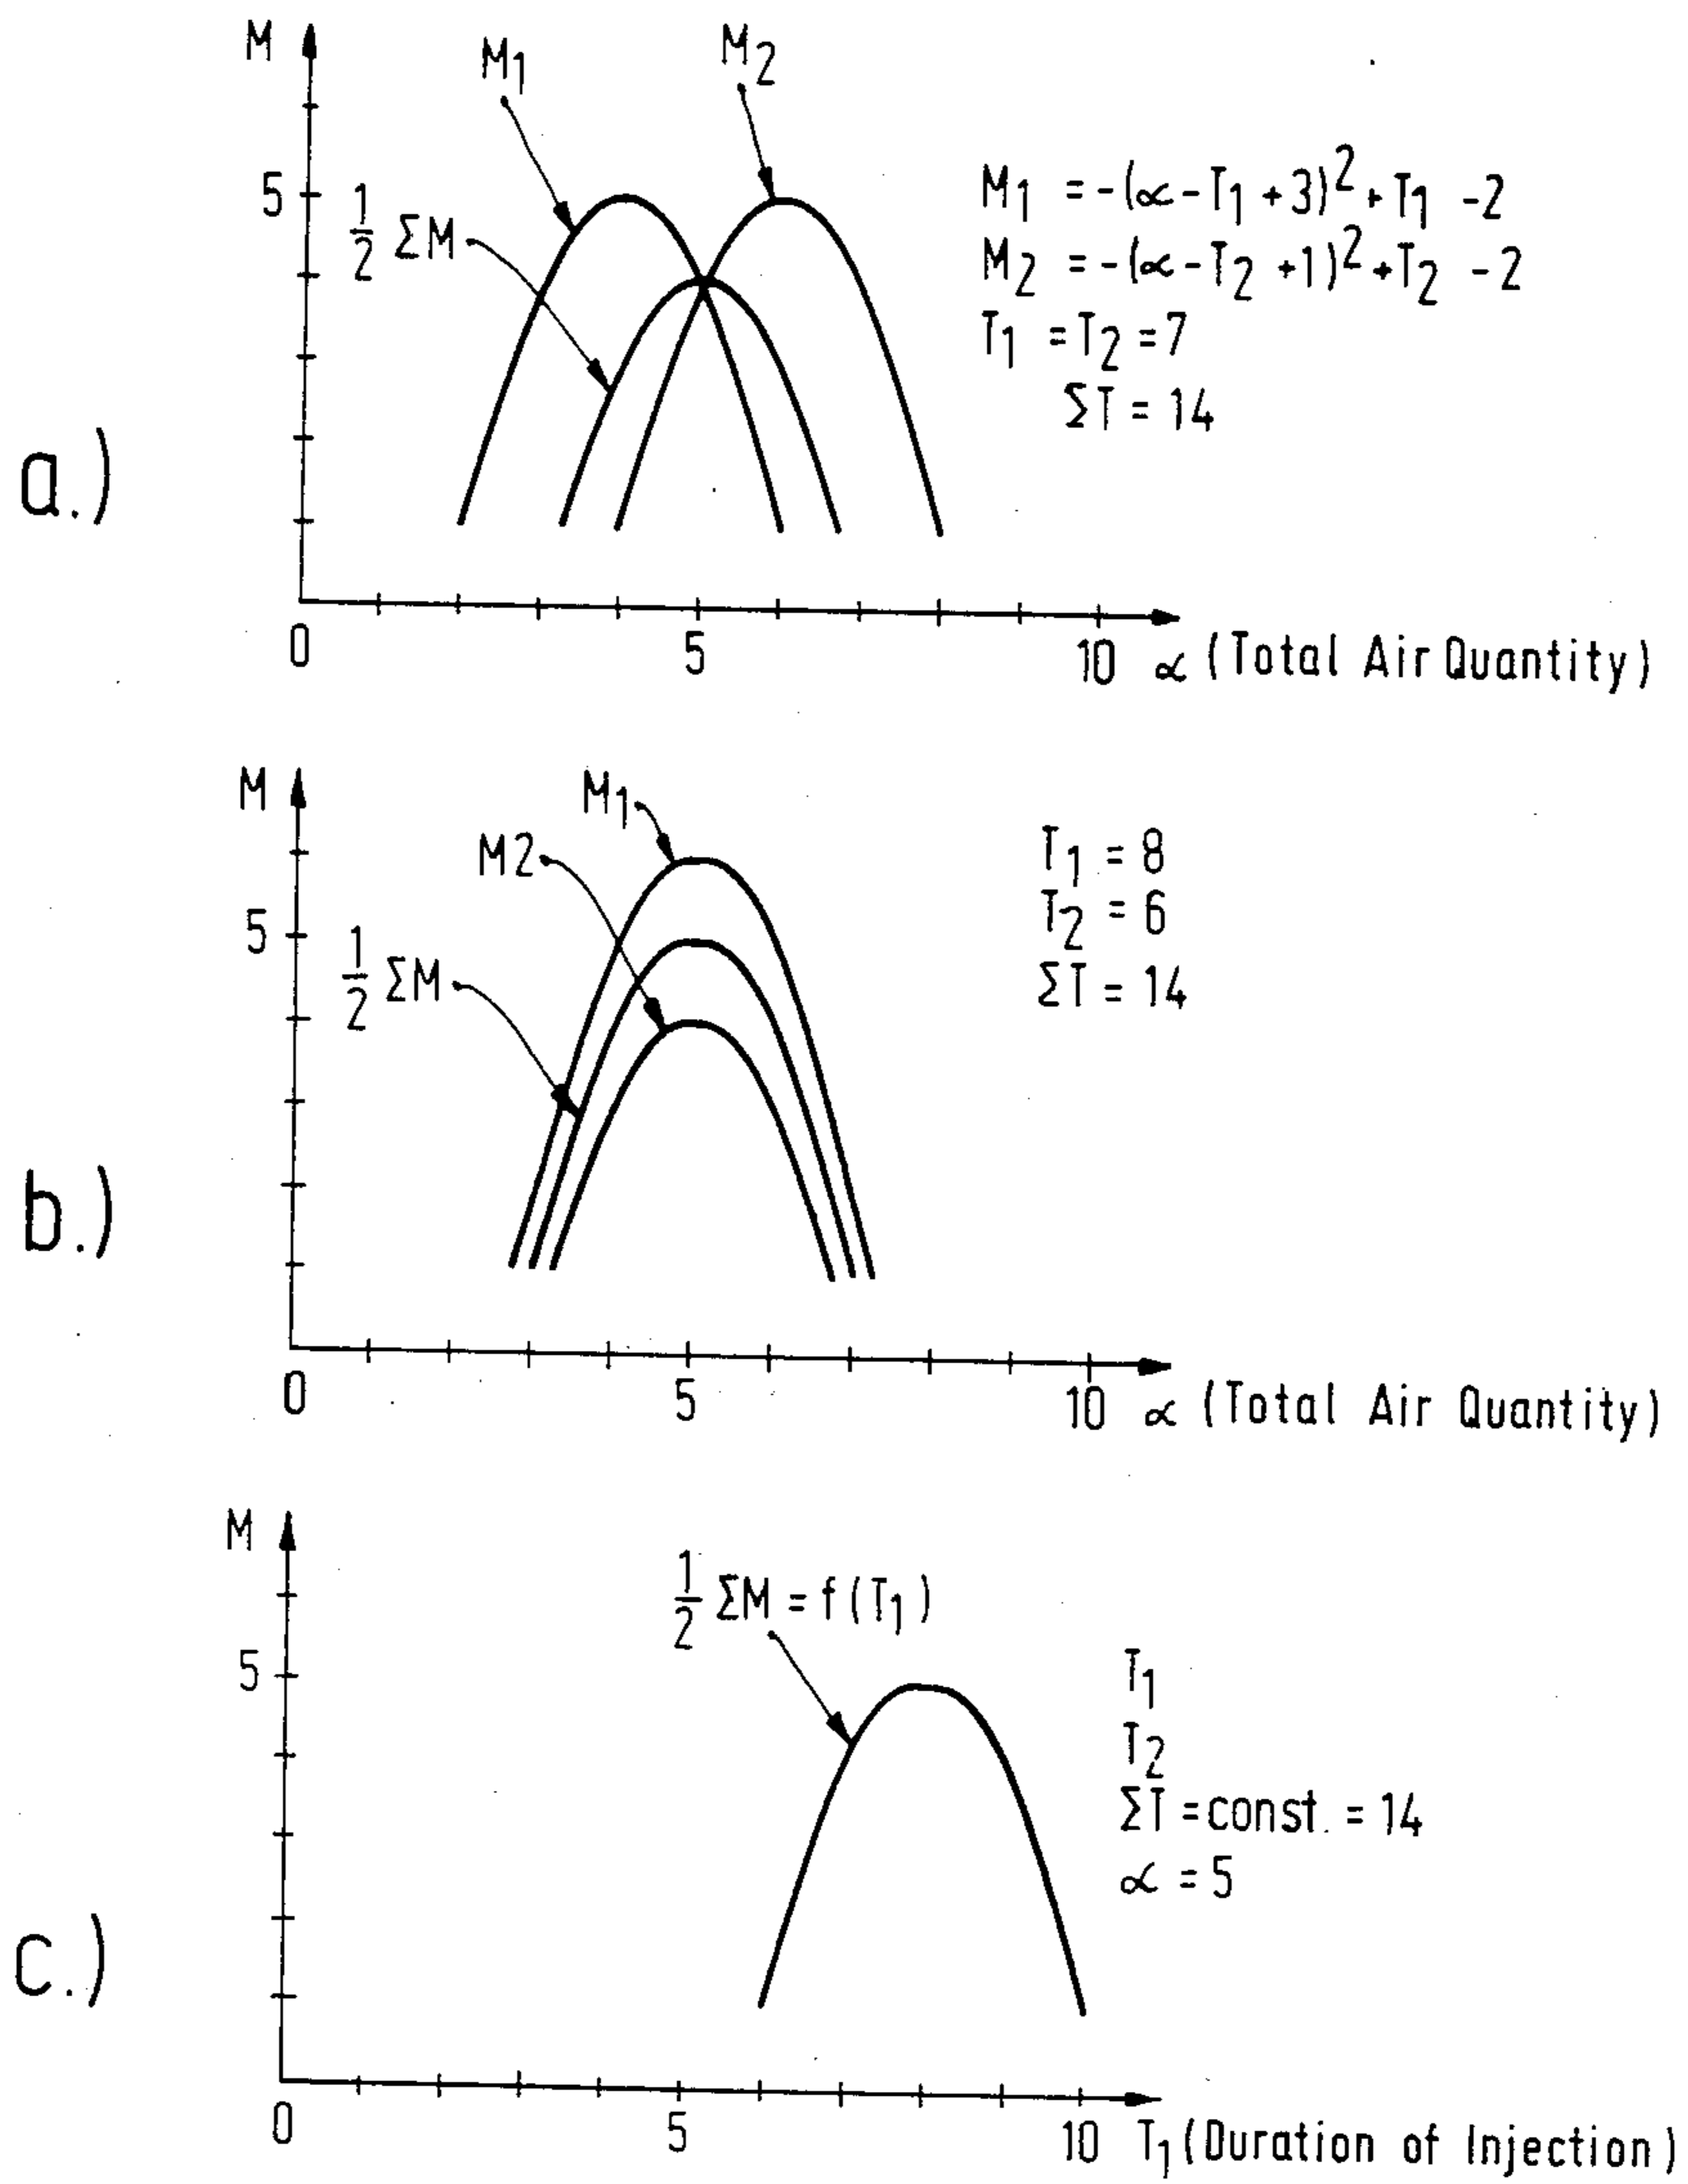 a.)
M
M1
M2
5
1/2 ΣM
M1 = -(α - T1 + 3)² + T1 - 2
M2 = -(α - T2 + 1)² + T2 - 2
T1 = T2 = 7
ΣT = 14
0
5
10
α (Total Air Quantity)
b.)
M
M1
M2
5
1/2 ΣM
T1 = 8
T2 = 6
ΣT = 14
0
5
10
α (Total Air Quantity)
c.)
M
1/2 ΣM = f(T1)
5
T1
T2
ΣT = const. = 14
α = 5
0
5
10
T1 (Duration of Injection)